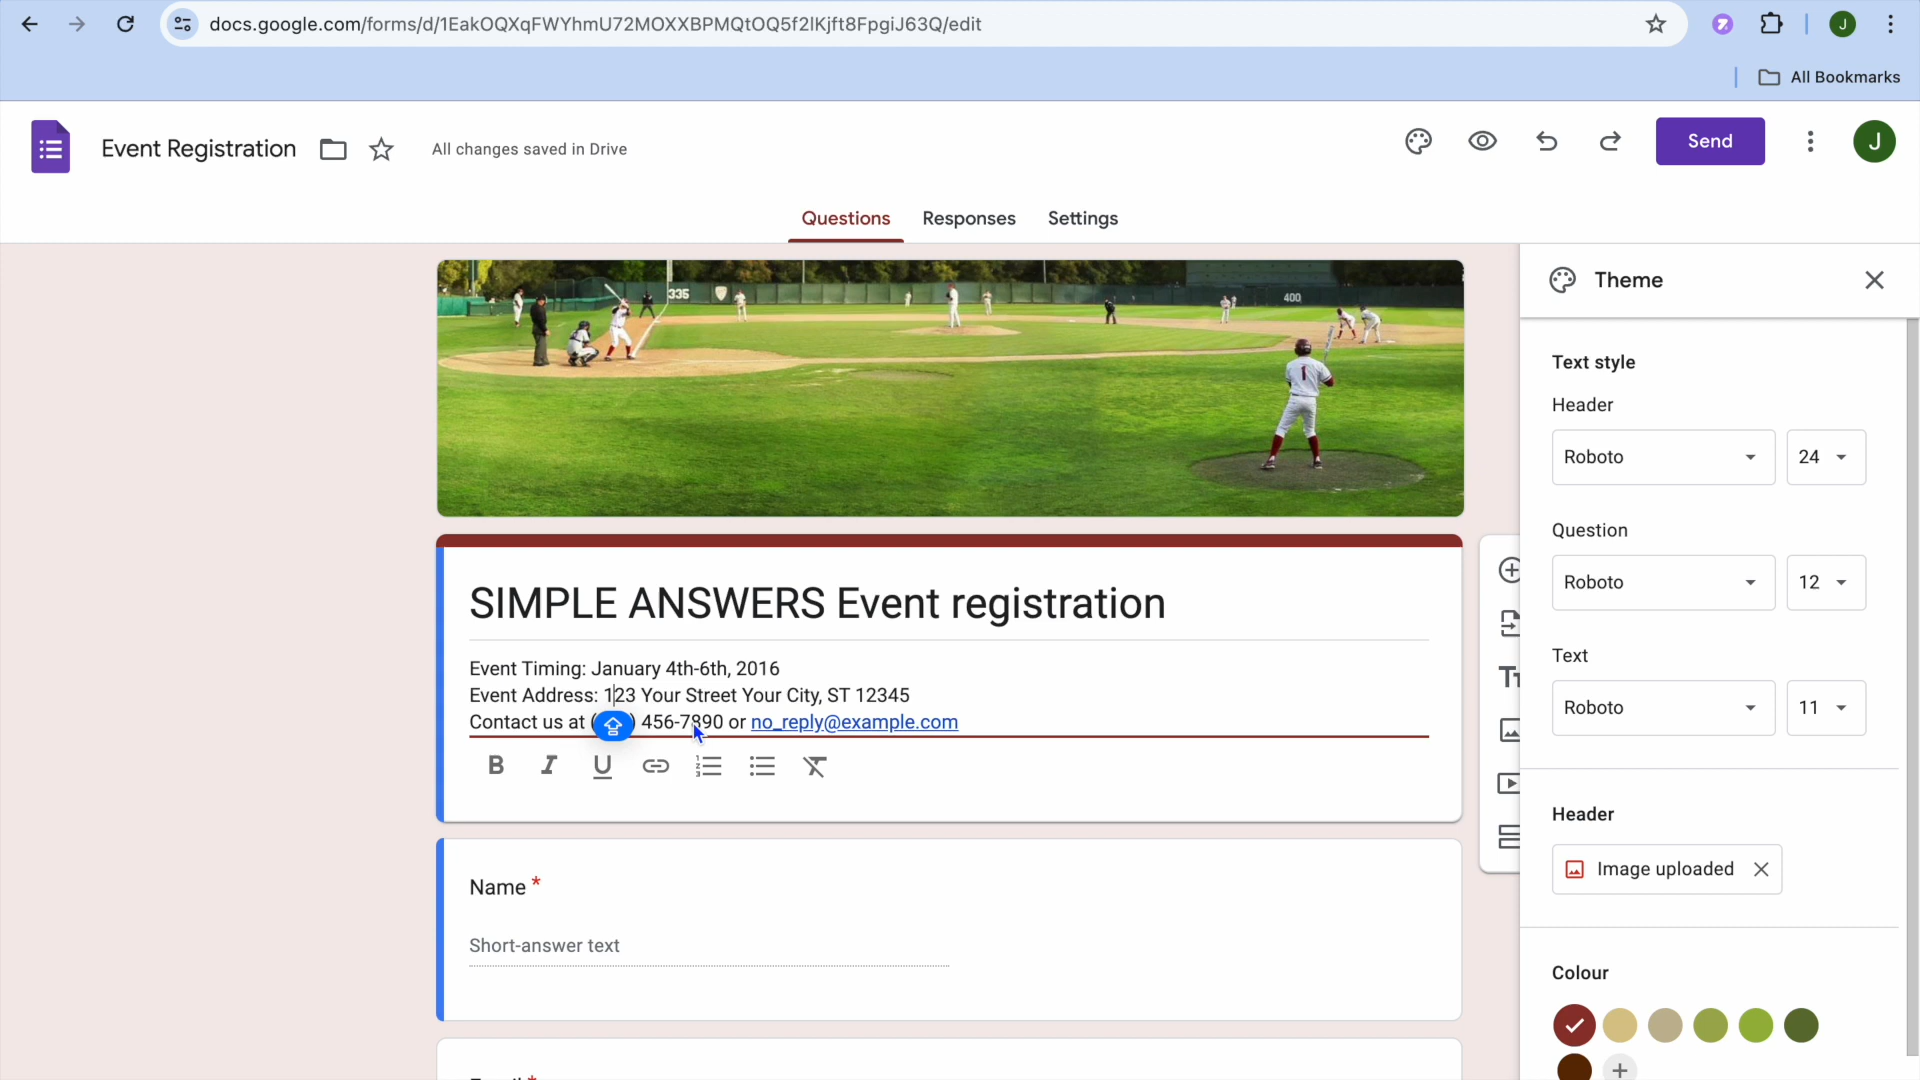 docs.google.com/forms/d/1EakOQXqFWYhmU72MOXXBPMQtOQ5f2lKjft8FpgiJ63Q/edit
J
All Bookmarks
Event Registration
All changes saved in Drive
Send
J
Questions
Responses
Settings
335
400
1
Theme
Text style
Header
Roboto
24
Question
Roboto
12
Text
Roboto
11
Header
Image uploaded
Colour
SIMPLE ANSWERS Event registration
Event Timing: January 4th-6th, 2016
Event Address: 123 Your Street Your City, ST 12345
Contact us at ( ) 456-7890 or no_reply@example.com
B I U
Name *
Short-answer text